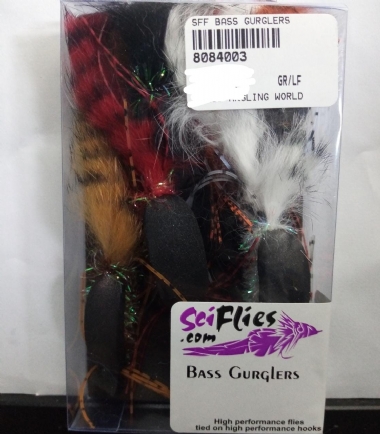 SFF BASS GURGLERS
8084003
GR/LF
ANGLING WORLD
SciFlies
.com
BASS GURGLERS
High performance flies
tied on high performance hooks